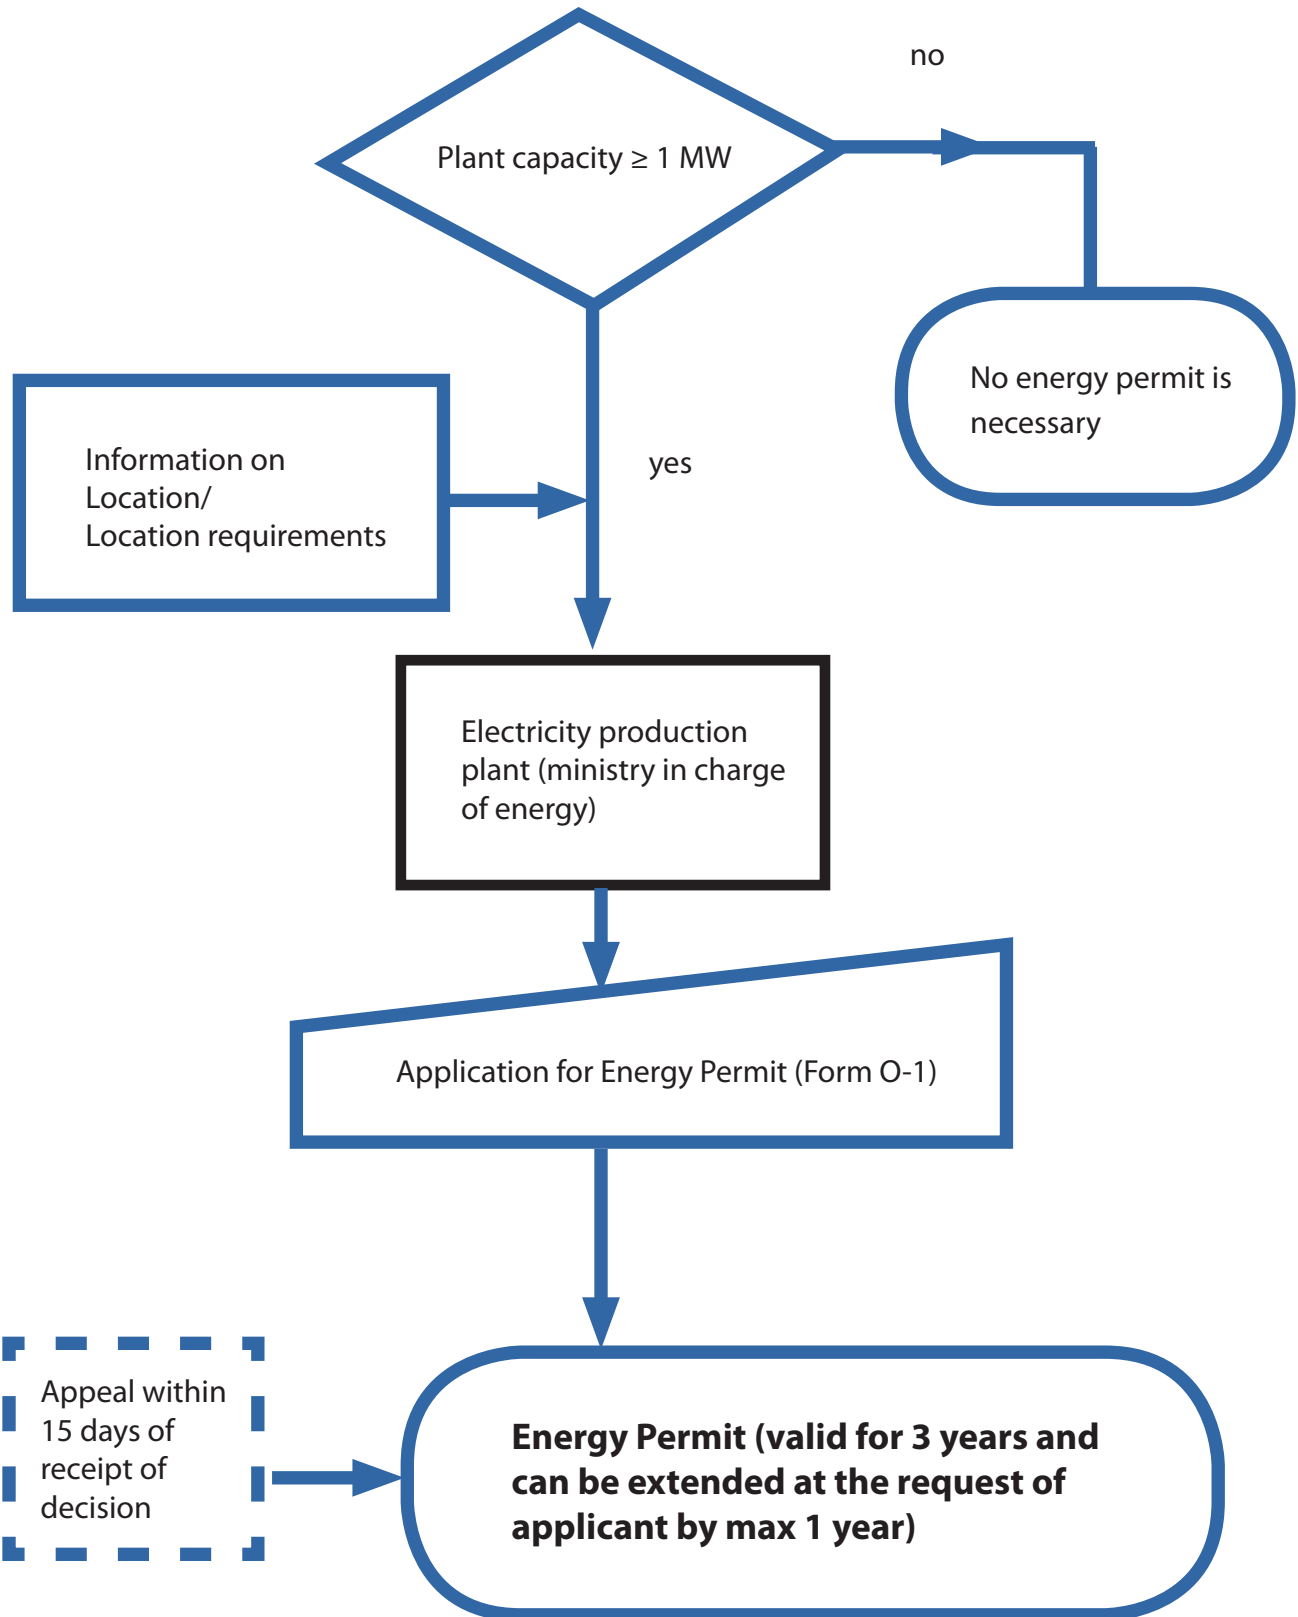 no
Plant capacity ≥ 1 MW
No energy permit is
necessary
Information on
Location/
Location requirements
yes
Electricity production
plant (ministry in charge
of energy)
Application for Energy Permit (Form O-1)
Appeal within
15 days of
receipt of
decision
Energy Permit (valid for 3 years and
can be extended at the request of
applicant by max 1 year)